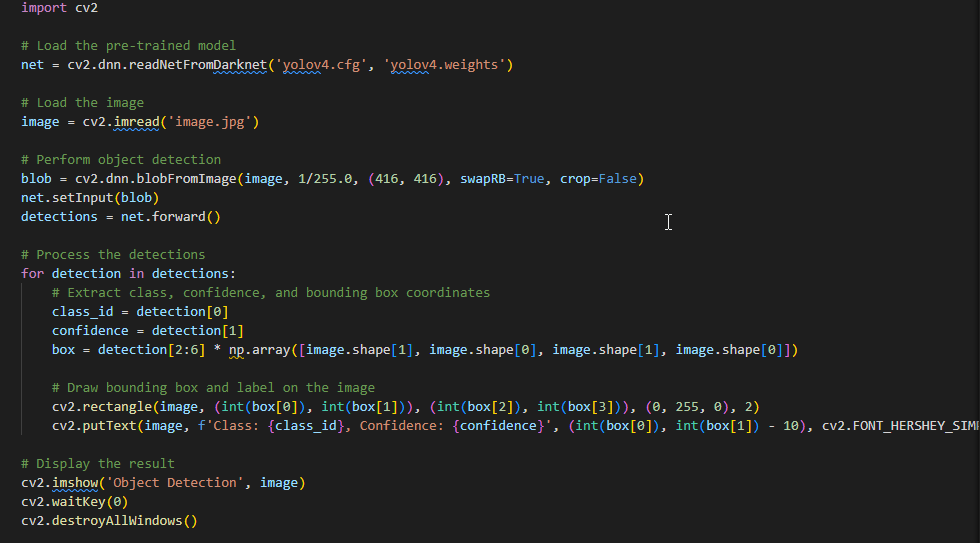 import cv2
# Load the pre-trained model
net = cv2.dnn.readNetFromDarknet('yolov4.cfg', 'yolov4.weights')
# Load the image
image = cv2.imread('image.jpg')
# Perform object detection
blob = cv2.dnn.blobFromImage(image, 1/255.0, (416, 416), swapRB=True, crop=False)
net.setInput(blob)
detections = net.forward()
# Process the detections
for detection in detections:
    # Extract class, confidence, and bounding box coordinates
    class_id = detection[0]
    confidence = detection[1]
    box = detection[2:6] * np.array([image.shape[1], image.shape[0], image.shape[1], image.shape[0]])
    # Draw bounding box and label on the image
    cv2.rectangle(image, (int(box[0]), int(box[1])), (int(box[2]), int(box[3])), (0, 255, 0), 2)
    cv2.putText(image, f'Class: {class_id}, Confidence: {confidence}', (int(box[0]), int(box[1]) - 10), cv2.FONT_HERSHEY_SIM
# Display the result
cv2.imshow('Object Detection', image)
cv2.waitKey(0)
cv2.destroyAllWindows()